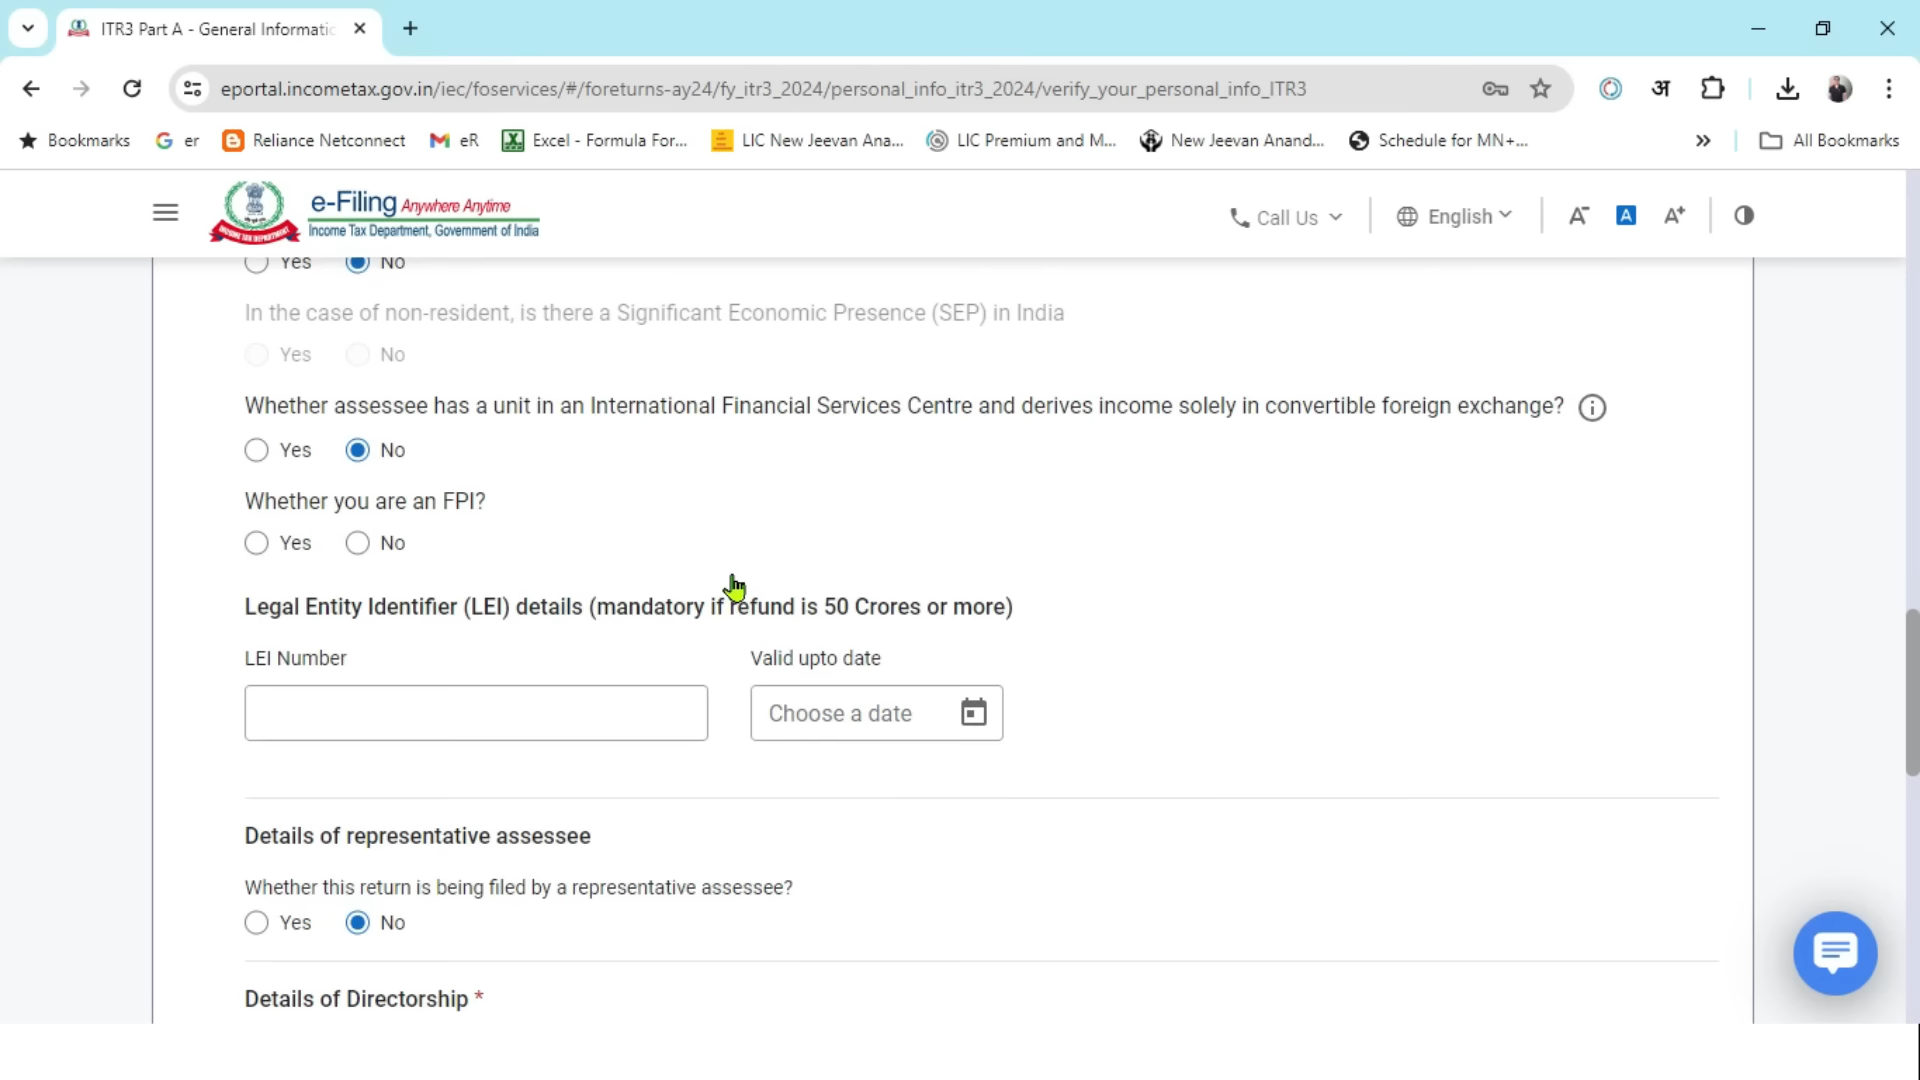 ITR3 Part A - General Informatic
eportal.incometax.gov.in/iec/foservices/#/foreturns-ay24/fy_itr3_2024/personal_info_itr3_2024/verify_your_personal_info_ITR3
अ
Bookmarks
er
Reliance Netconnect
eR
Excel - Formula For...
LIC New Jeevan Ana...
LIC Premium and M...
New Jeevan Anand...
Schedule for MN+...
»
All Bookmarks
e-Filing Anywhere Anytime
Income Tax Department, Government of India
INCOME TAX DEPARTMENT
Call Us
English
A-
A
A+
Yes No
In the case of non-resident, is there a Significant Economic Presence (SEP) in India
Yes No
Whether assessee has a unit in an International Financial Services Centre and derives income solely in convertible foreign exchange?
Yes No
Whether you are an FPI?
Yes No
Legal Entity Identifier (LEI) details (mandatory if refund is 50 Crores or more)
LEI Number
Valid upto date
Choose a date
Details of representative assessee
Whether this return is being filed by a representative assessee?
Yes No
Details of Directorship *